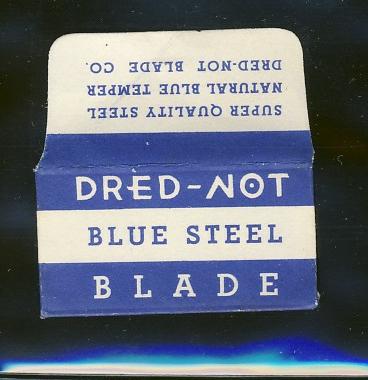 SUPER QUALITY STEEL
NATURAL BLUE TEMPER
DRED-NOT BLADE CO.
DRED-NOT
BLUE STEEL
BLADE